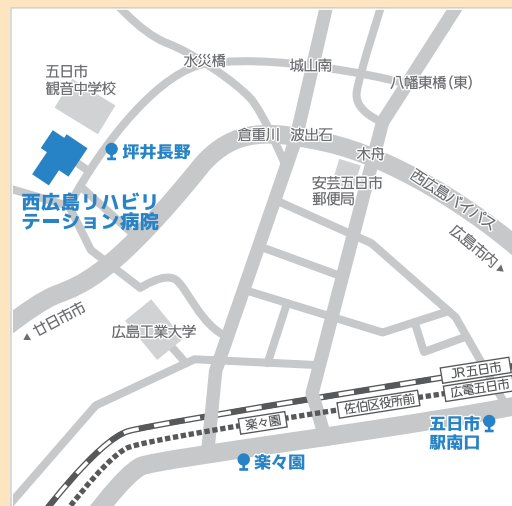 水災橋
城山南
五日市
観音中学校
八幡東橋(東)
倉重川
波出石
坪井長野
木舟
安芸五日市
郵便局
西広島バイパス
西広島リハビリ
テーション病院
広島市内
廿日市市
広島工業大学
JR五日市
広電五日市
佐伯区役所前
楽々園
五日市
駅南口
楽々園